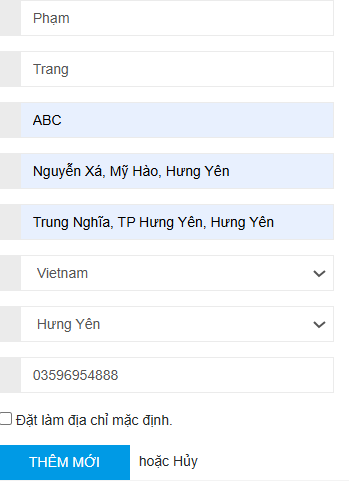 Phạm
Trang
ABC
Nguyễn Xá, Mỹ Hào, Hưng Yên
Trung Nghĩa, TP Hưng Yên, Hưng Yên
Vietnam
Hưng Yên
03596954888
Đặt làm địa chỉ mặc định.
THÊM MỚI hoặc Hủy